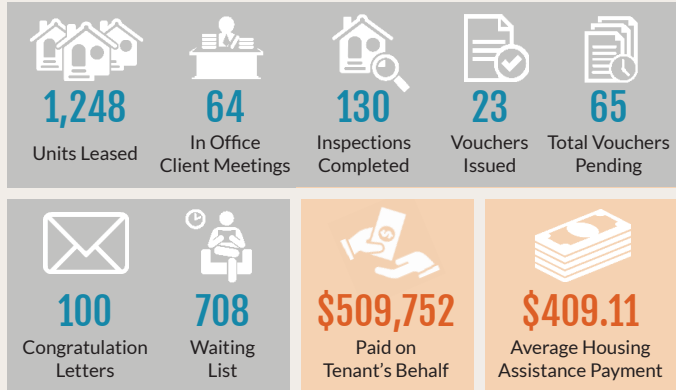 1,248
Units Leased
64
In Office
Client Meetings
130
Inspections
Completed
23
Vouchers
Issued
65
Total Vouchers
Pending
100
Congratulation
Letters
708
Waiting
List
$
$509,752
Paid on
Tenant's Behalf
$409.11
Average Housing
Assistance Payment